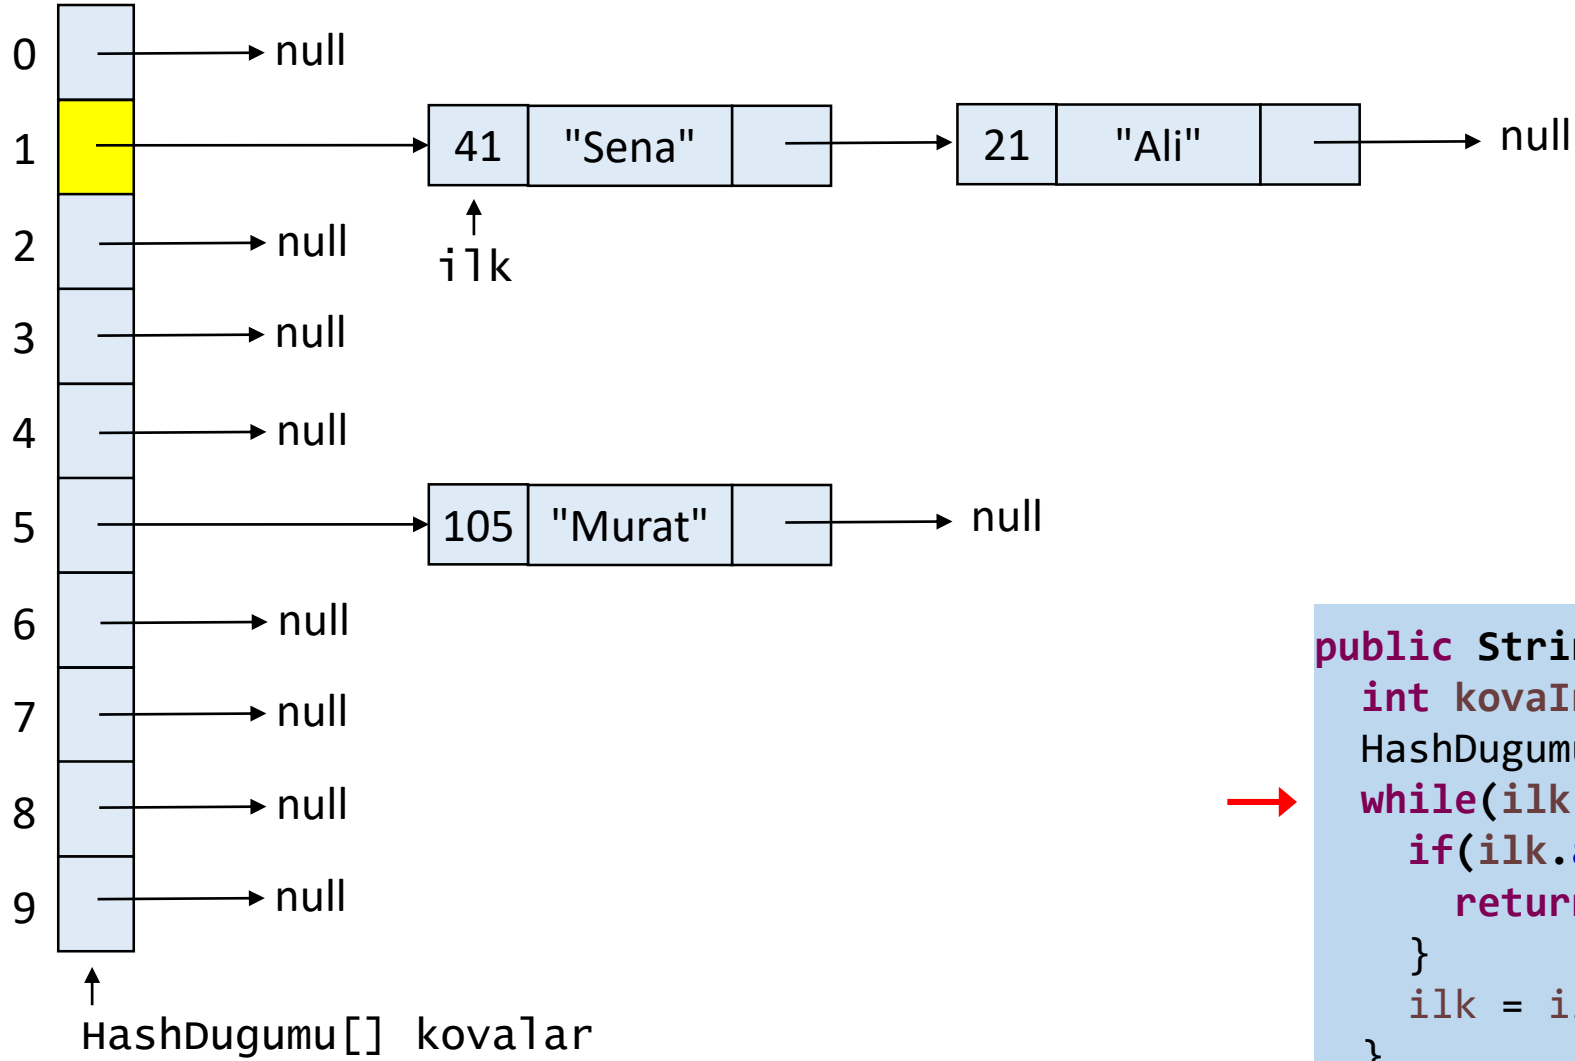 0 null
1 41 "Sena" 21 "Ali" null
ilk
2 null
3 null
4 null
5 105 "Murat" null
6 null
7 null
8 null
9 null
HashDugumu[] kovalar
public
int
while(ilk
if(ilk.
}
ilk =
}